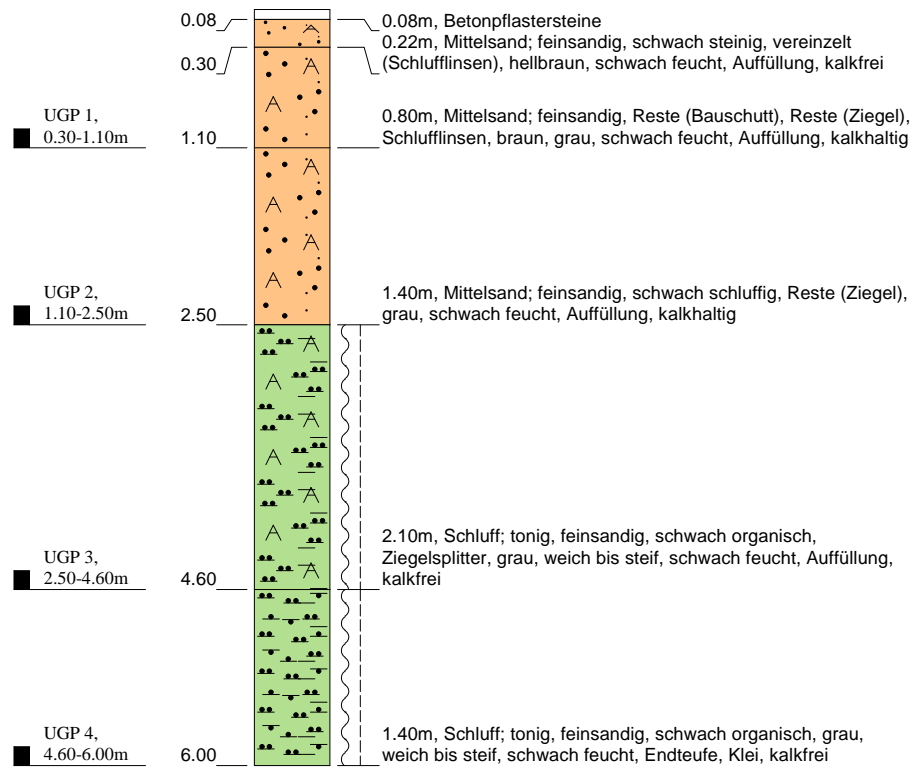 0.08
0.08m, Betonpflastersteine
0.30
0.22m, Mittelsand; feinsandig, schwach steinig, vereinzelt
(Schlufflinsen), hellbraun, schwach feucht, Auffüllung, kalkfrei
UGP 1,
0.30-1.10m
1.10
0.80m, Mittelsand; feinsandig, Reste (Bauschutt), Reste (Ziegel),
Schlufflinsen, braun, grau, schwach feucht, Auffüllung, kalkhaltig
UGP 2,
1.10-2.50m
2.50
1.40m, Mittelsand; feinsandig, schwach schluffig, Reste (Ziegel),
grau, schwach feucht, Auffüllung, kalkhaltig
UGP 3,
2.50-4.60m
4.60
2.10m, Schluff; tonig, feinsandig, schwach organisch,
Ziegelsplitter, grau, weich bis steif, schwach feucht, Auffüllung,
kalkfrei
UGP 4,
4.60-6.00m
6.00
1.40m, Schluff; tonig, feinsandig, schwach organisch, grau,
weich bis steif, schwach feucht, Endteufe, Klei, kalkfrei